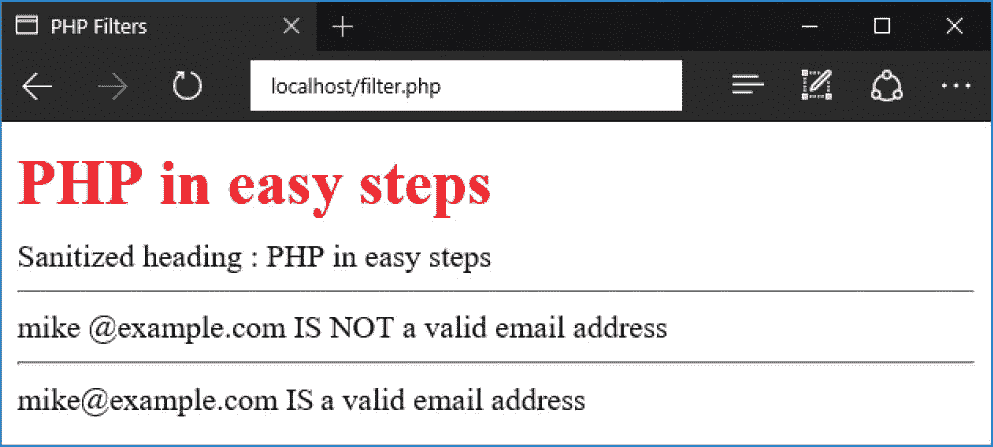 PHP Filters
localhost/filter.php
PHP in easy steps
Sanitized heading : PHP in easy steps
mike @example.com IS NOT a valid email address
mike@example.com IS a valid email address